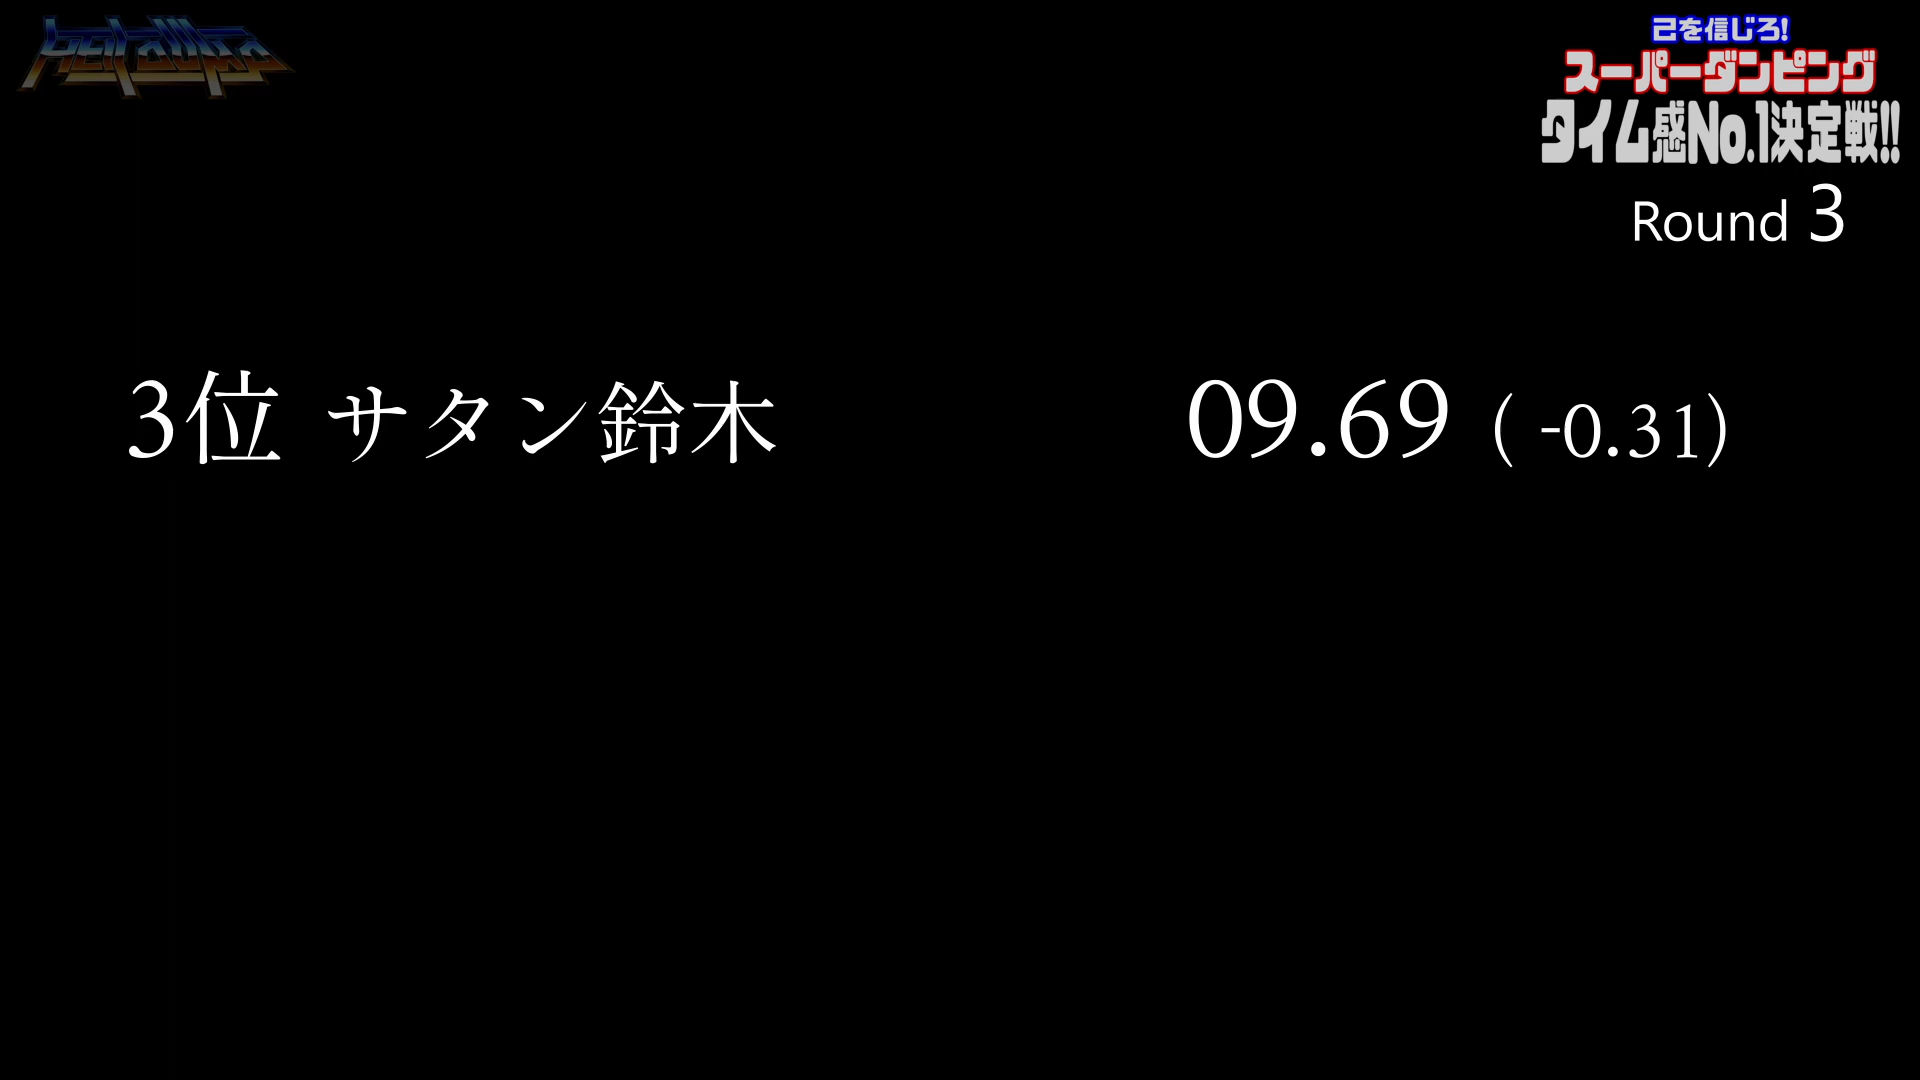 己を信じろ!
スーパーダンピング
タイム感No.1決定戦!!
Round 3
3位 サタン鈴木 09.69 ( -0.31)